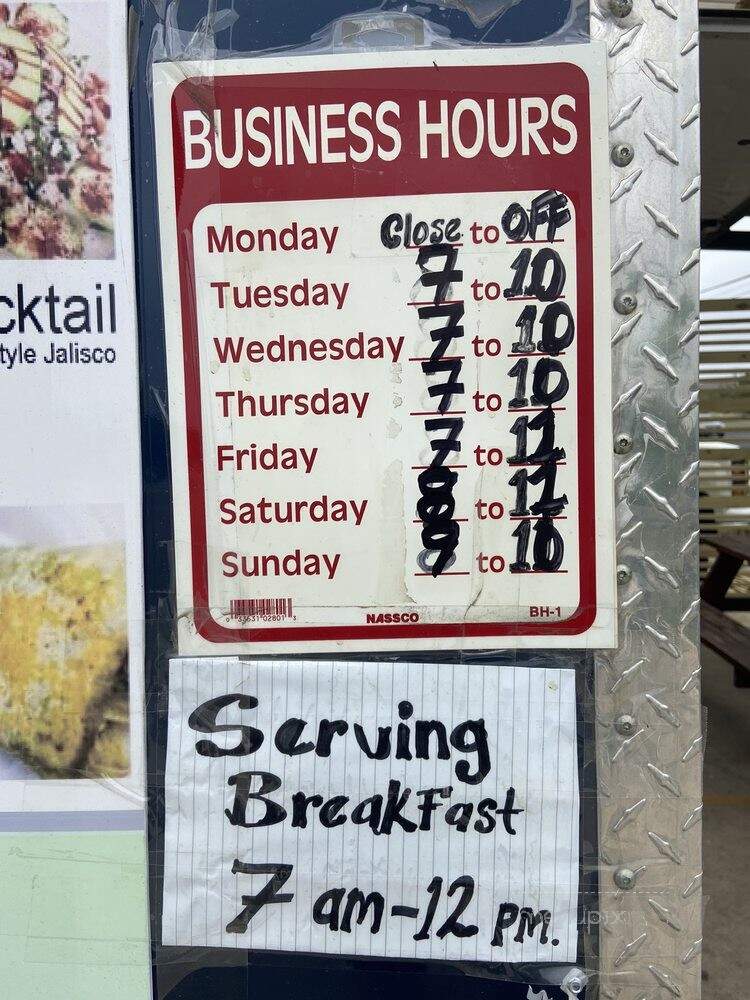 BUSINESS HOURS
Monday Close to OFF
Tuesday 7 to 10
Wednesday 7 to 10
Thursday 7 to 10
Friday 7 to 11
Saturday to 11
Sunday to 10
NASSCO
BH-1
cktail
tyle Jalisco
Serving
BreakFast
7 am-12 PM.